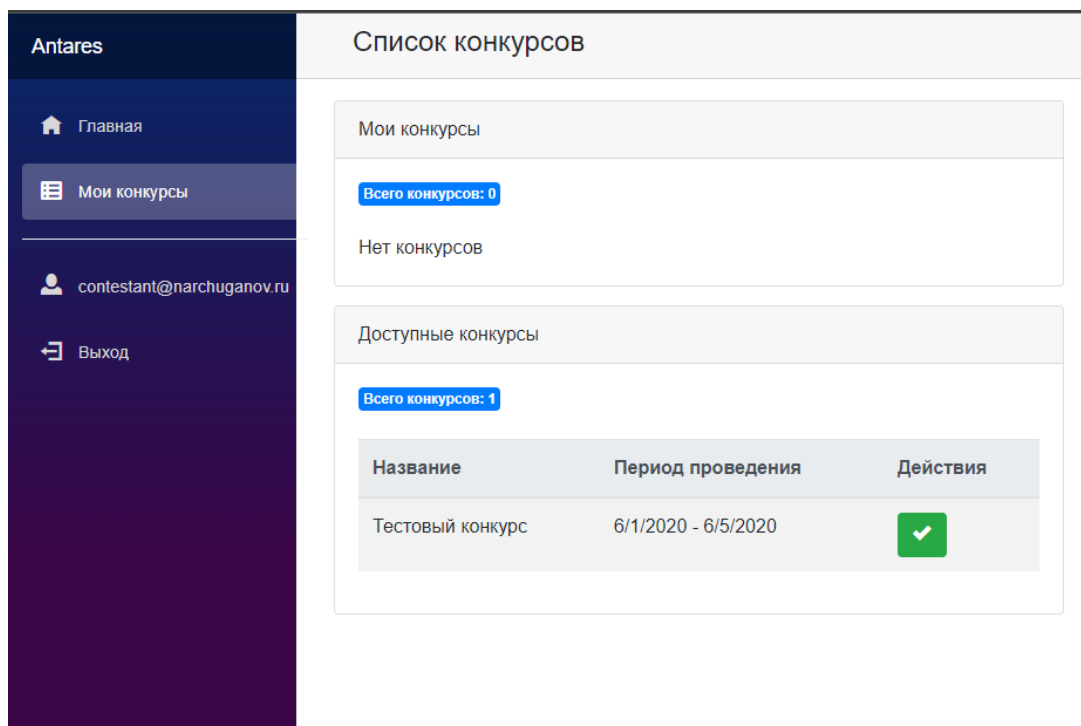 Antares
Главная
Мои конкурсы
contestant@narchuganov.ru
Выход
Список конкурсов
Мои конкурсы
Всего конкурсов: 0
Нет конкурсов
Доступные конкурсы
Всего конкурсов: 1
Название Период проведения Действия
Тестовый конкурс 6/1/2020 - 6/5/2020